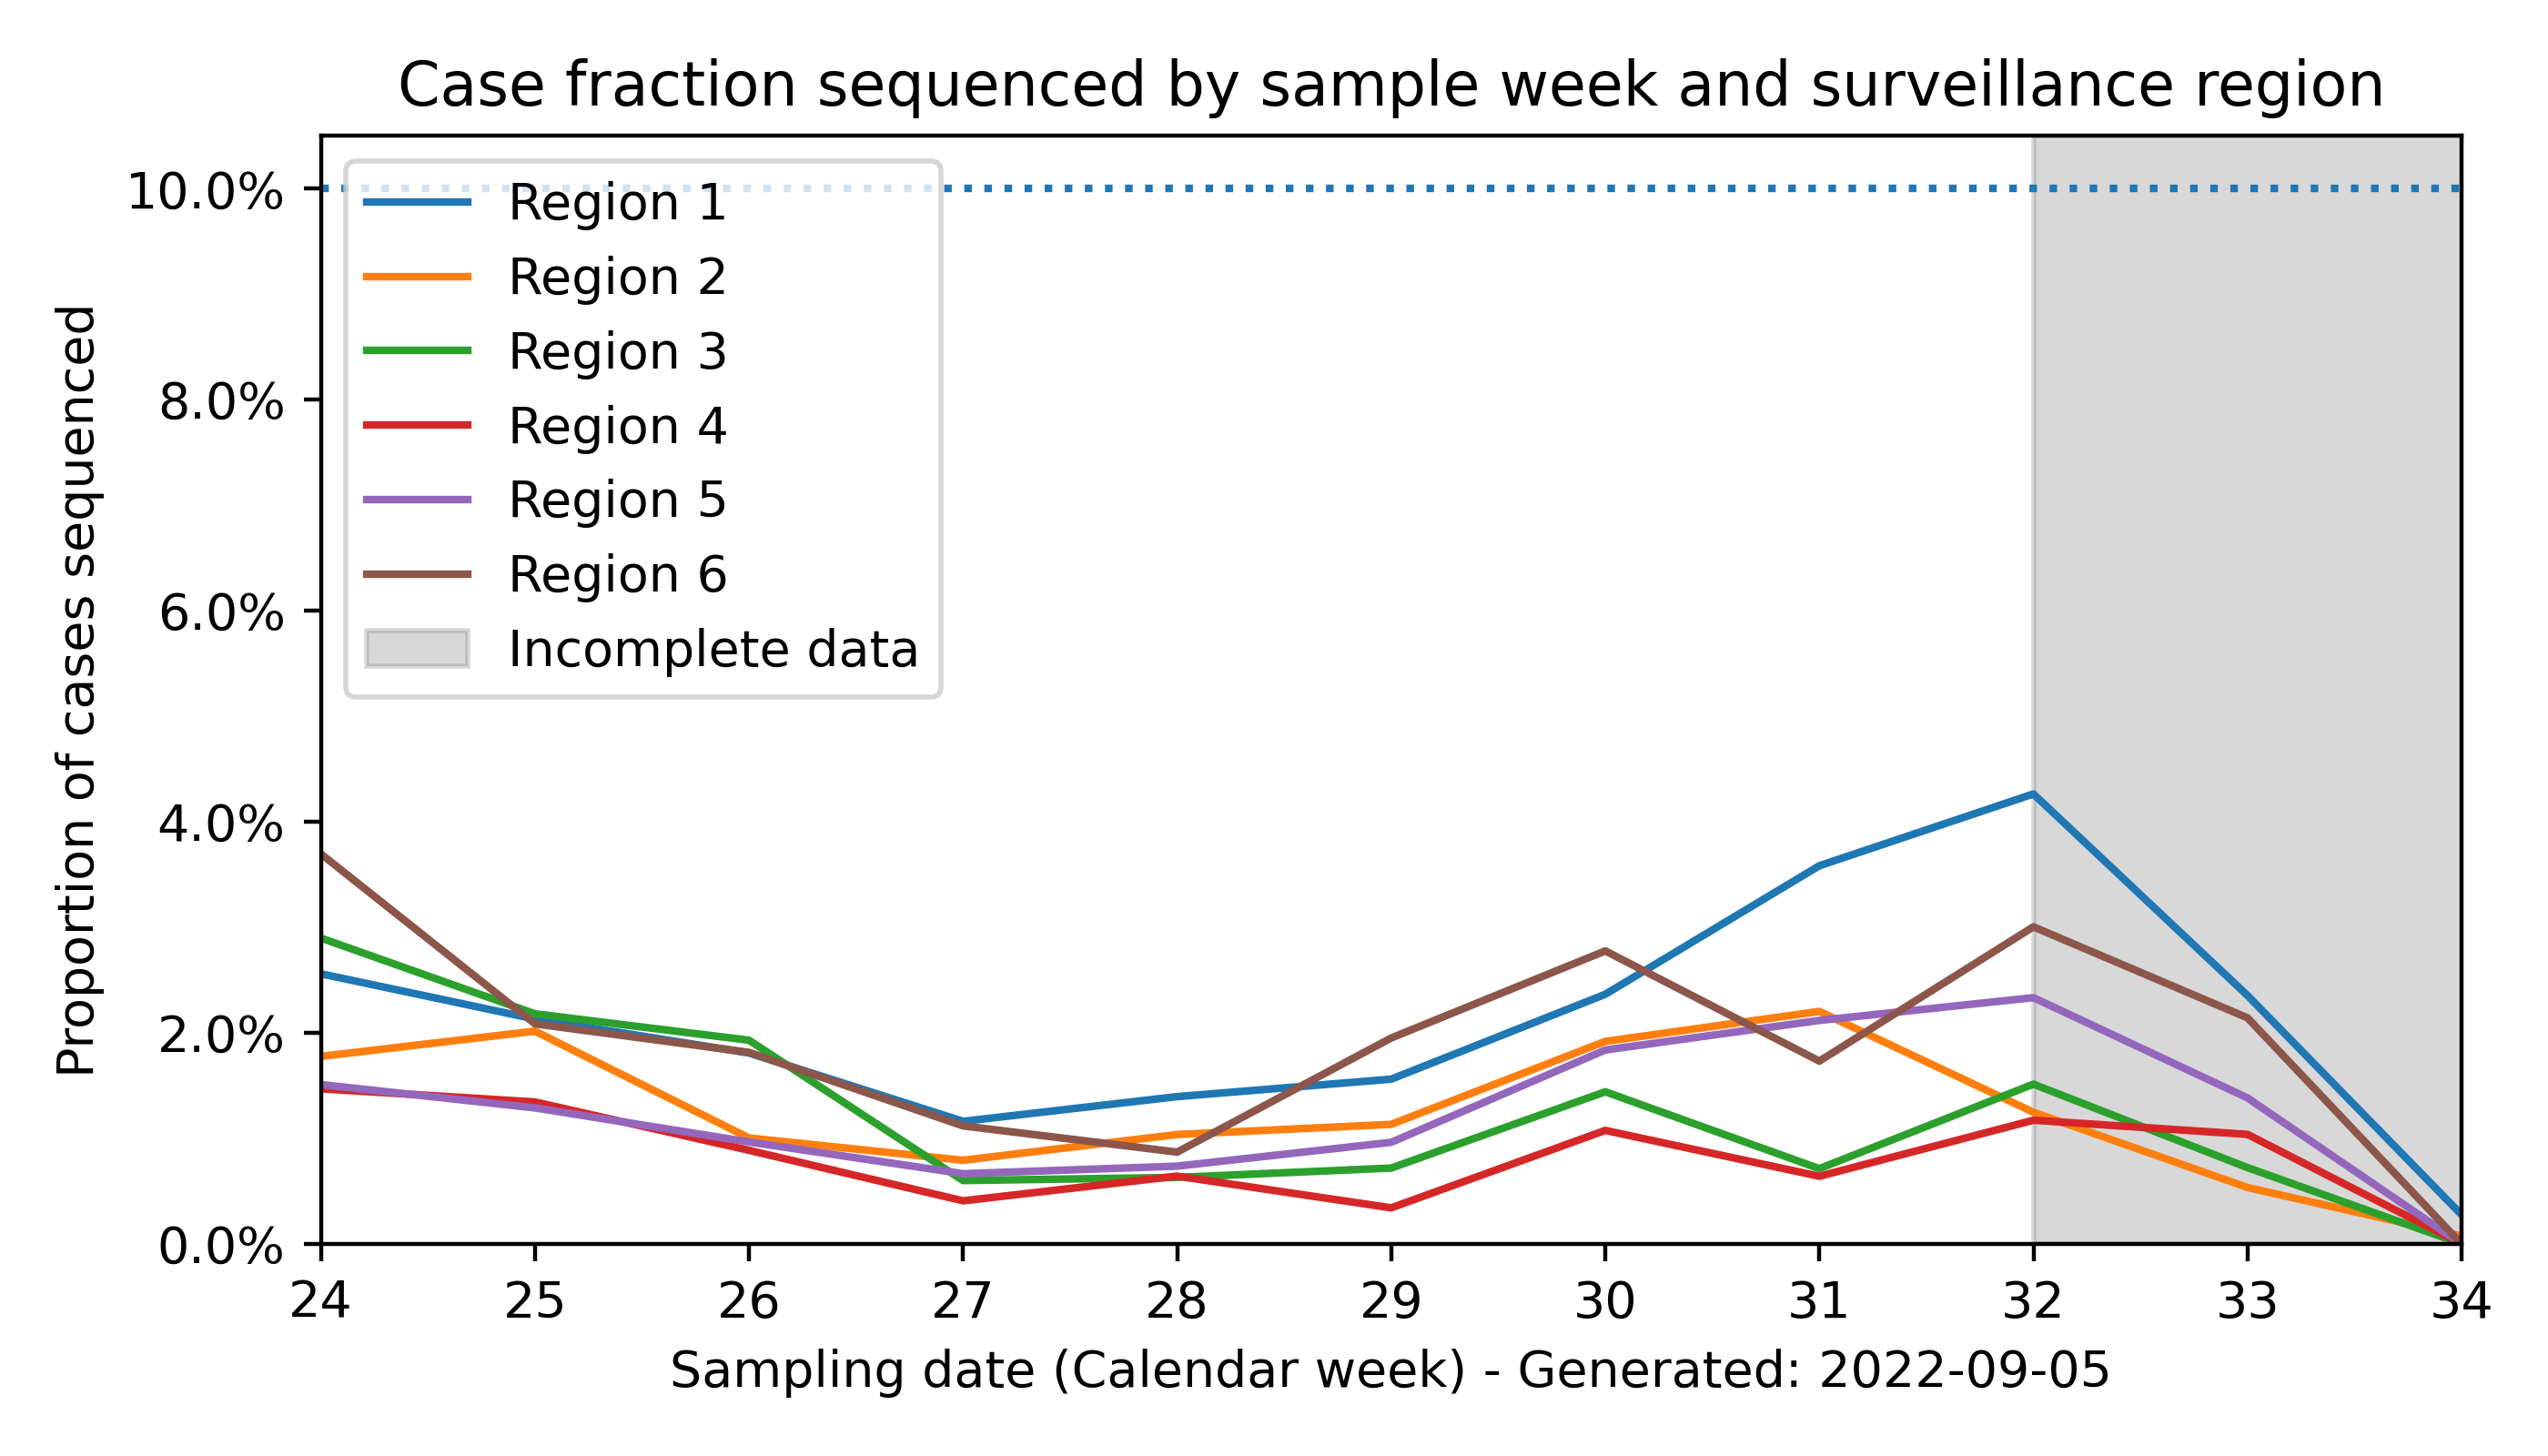 Case fraction sequenced by sample week and surveillance region
Proportion of cases sequenced
10.0%
8.0%
6.0%
4.0%
2.0%
0.0%
Region 1
Region 2
Region 3
Region 4
Region 5
Region 6
Incomplete data
24 25 26 27 28 29 30 31 32 33 34
Sampling date (Calendar week) - Generated: 2022-09-05